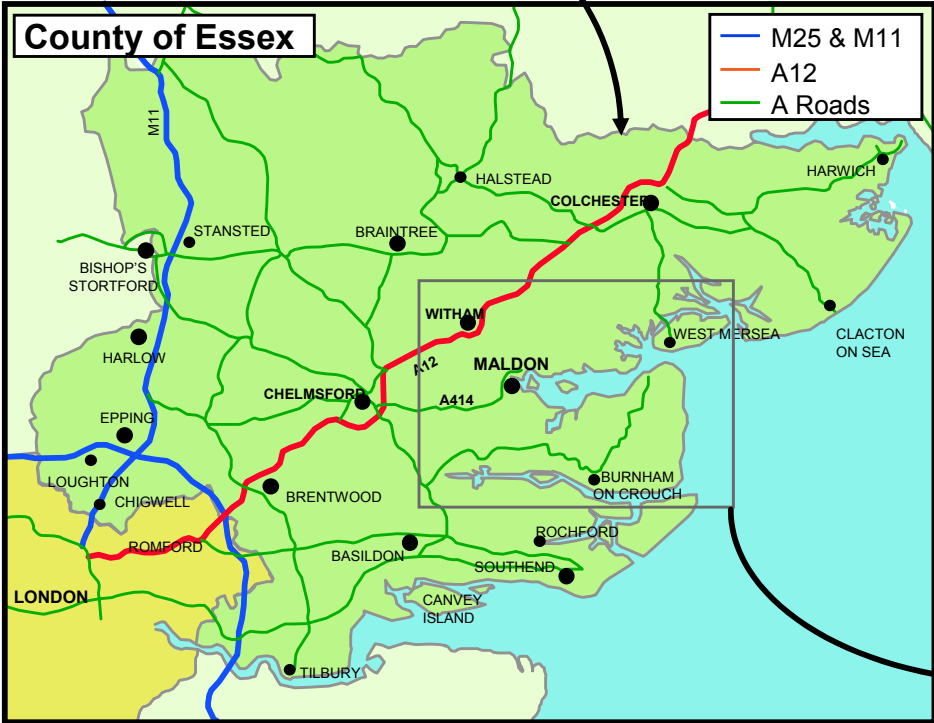 County of Essex
M25 & M11
A12
A Roads
M11
HARWICH
HALSTEAD
COLCHESTER
STANSTED
BRAINTREE
BISHOP'S
STORTFORD
WITHAM
WEST MERSEA
CLACTON
ON SEA
HARLOW
A12
MALDON
CHELMSFORD
A414
EPPING
LOUGHTON
BURNHAM
ON CROUCH
BRENTWOOD
CHIGWELL
ROCHFORD
ROMFORD
BASILDON
SOUTHEND
LONDON
CANVEY
ISLAND
TILBURY